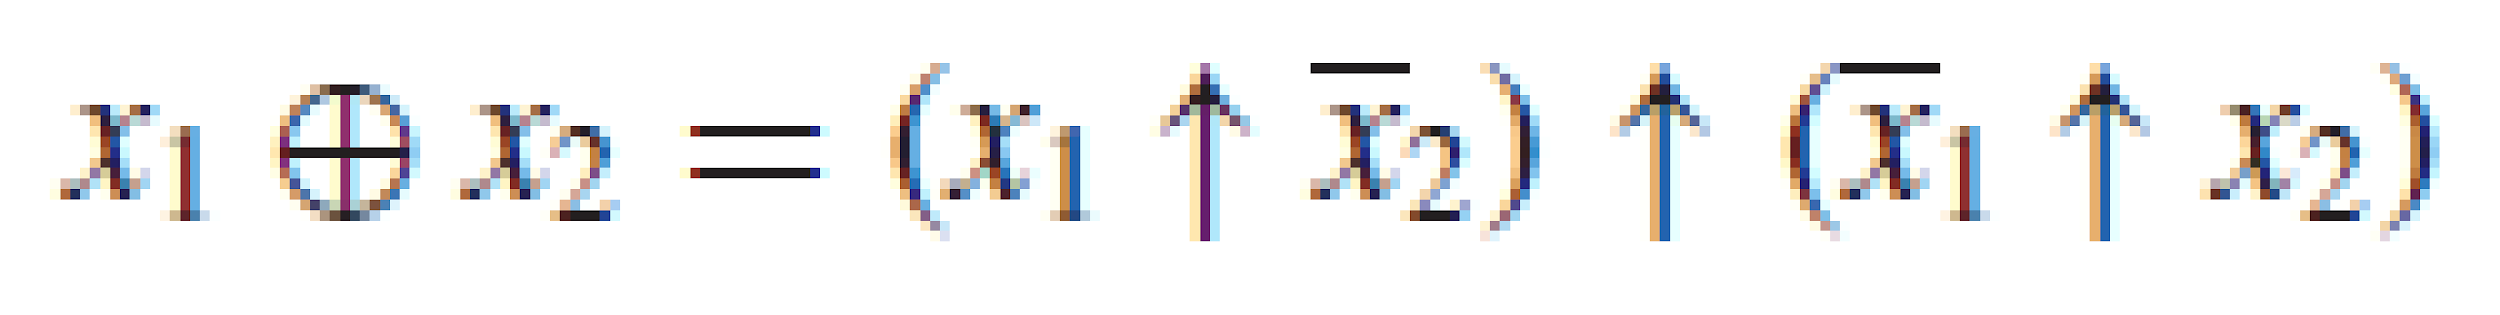 x₁ ⊕ x₂ = (x₁ ↑ x̅₂) ↑ (x̅₁ ↑ x₂)